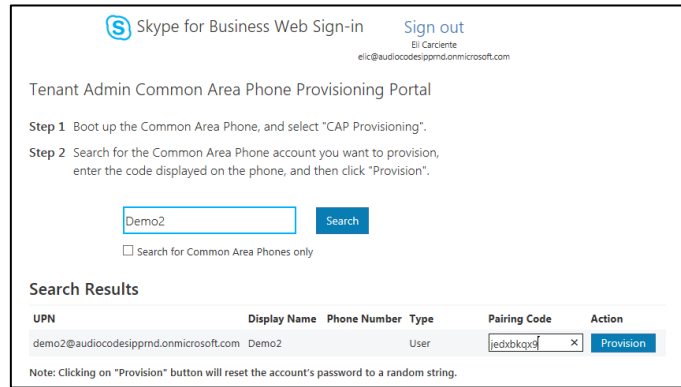 Skype for Business Web Sign-in Sign out
Eli Carciente
elic@audiocodesipprnd.onmicrosoft.com
Tenant Admin Common Area Phone Provisioning Portal
Step 1 Boot up the Common Area Phone, and select "CAP Provisioning".
Step 2 Search for the Common Area Phone account you want to provision,
enter the code displayed on the phone, and then click "Provision".
Demo2 Search
Search for Common Area Phones only
Search Results
UPN Display Name Phone Number Type Pairing Code Action
demo2@audiocodesipprnd.onmicrosoft.com Demo2 User jedxbkqx9 Provision
Note: Clicking on "Provision" button will reset the account's password to a random string.